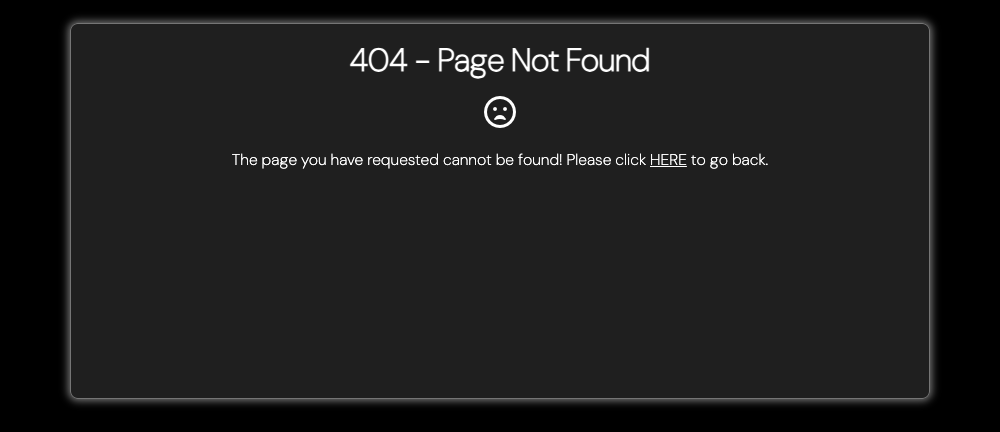 404 - Page Not Found
The page you have requested cannot be found! Please click HERE to go back.